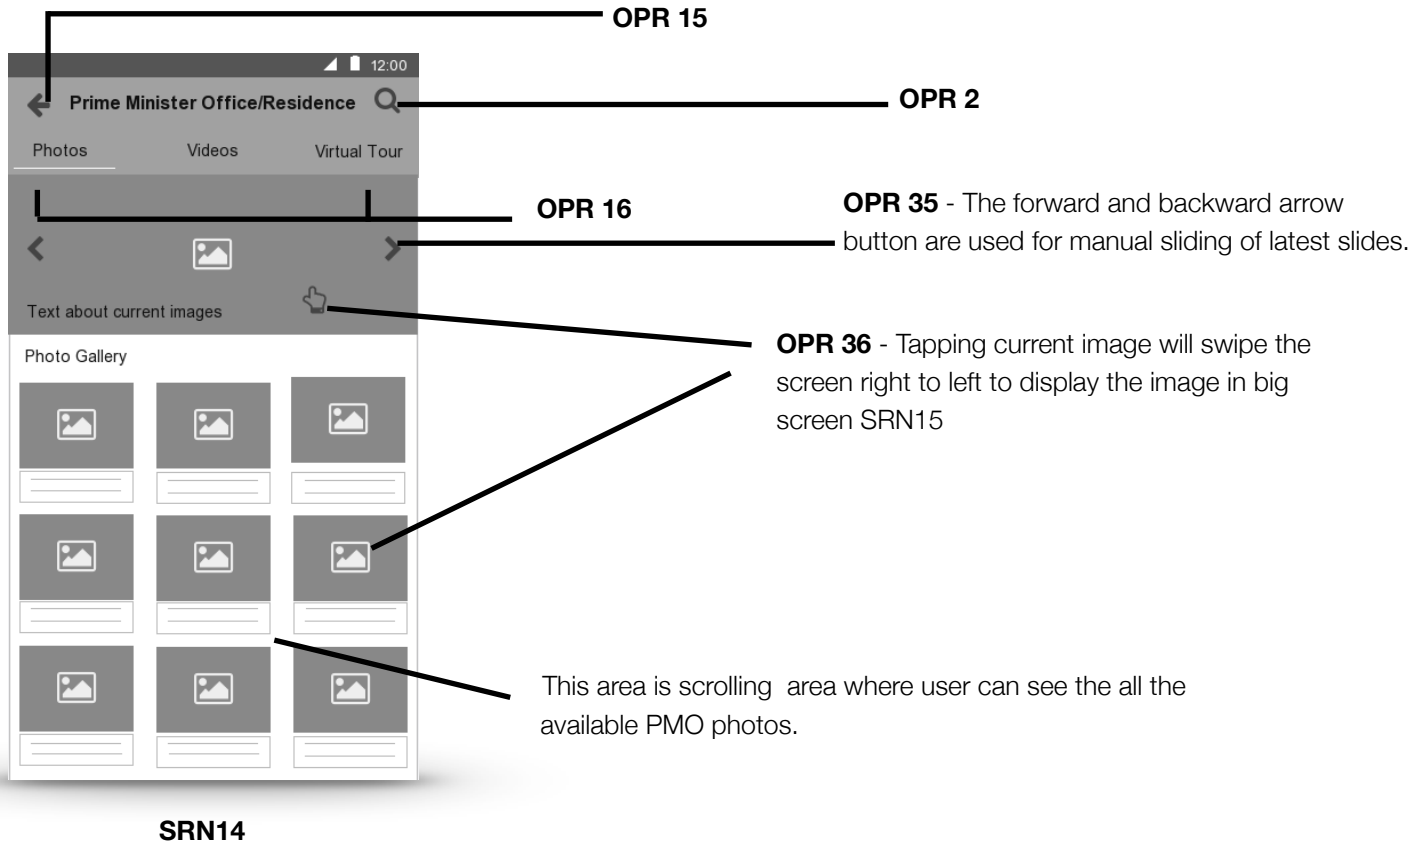 OPR 15
12:00
Prime Minister Office/Residence
OPR 2
Photos Videos Virtual Tour
OPR 16
OPR 35 - The forward and backward arrow
button are used for manual sliding of latest slides.
Text about current images
OPR 36 - Tapping current image will swipe the
screen right to left to display the image in big
screen SRN15
Photo Gallery
This area is scrolling  area where user can see the all the
available PMO photos.
SRN14